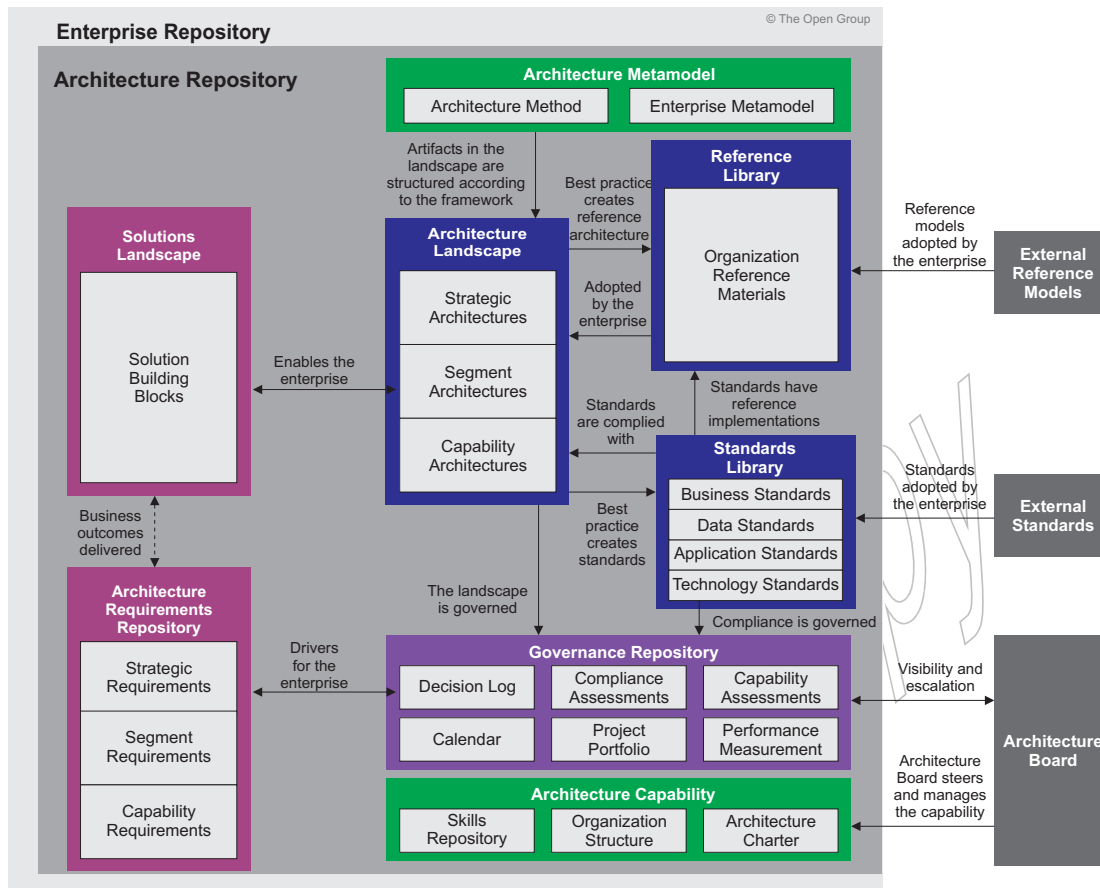 © The Open Group
Enterprise Repository
Architecture Repository
Architecture Metamodel
Architecture Method
Enterprise Metamodel
Artifacts in the
landscape are
structured according
to the framework
Best practice
creates
reference
architecture
Reference
Library
Organization
Reference
Materials
Reference
models
adopted by
the enterprise
External
Reference
Models
Solutions
Landscape
Solution
Building
Blocks
Enables the
enterprise
Architecture
Landscape
Strategic
Architectures
Segment
Architectures
Capability
Architectures
Adopted
by the
enterprise
Standards have
reference
implementations
Standards
are complied
with
Standards
Library
Business Standards
Data Standards
Application Standards
Technology Standards
Standards
adopted by
the enterprise
External
Standards
Best
practice
creates
standards
Business
outcomes
delivered
The landscape
is governed
Compliance is governed
Architecture
Requirements
Repository
Strategic
Requirements
Segment
Requirements
Capability
Requirements
Drivers
for the
enterprise
Governance Repository
Decision Log
Compliance
Assessments
Capability
Assessments
Calendar
Project
Portfolio
Performance
Measurement
Visibility and
escalation
Architecture
Board
Architecture
Board steers
and manages
the capability
Architecture Capability
Skills
Repository
Organization
Structure
Architecture
Charter